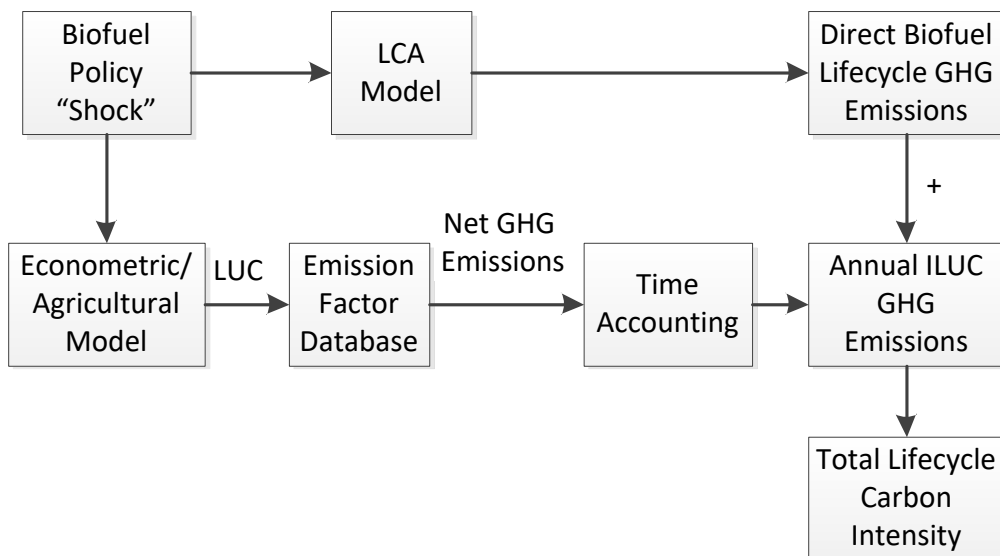 Biofuel
Policy
“Shock”
LCA
Model
Direct Biofuel
Lifecycle GHG
Emissions
+
Econometric/
Agricultural
Model
LUC
Emission
Factor
Database
Net GHG
Emissions
Time
Accounting
Annual ILUC
GHG
Emissions
Total Lifecycle
Carbon
Intensity